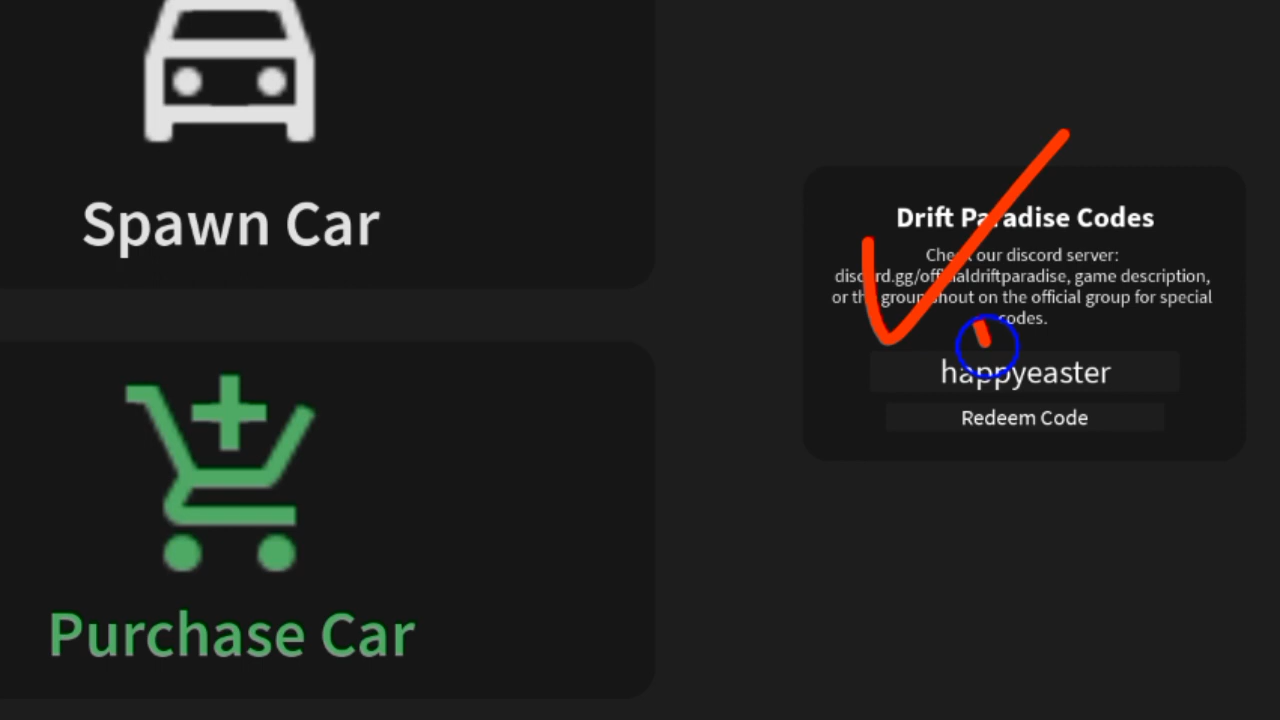 Spawn Car
Purchase Car
Drift Paradise Codes
Check our discord server:
discord.gg/officialdriftparadise, game description,
or the group shout on the official group for special
codes.
happyeaster
Redeem Code